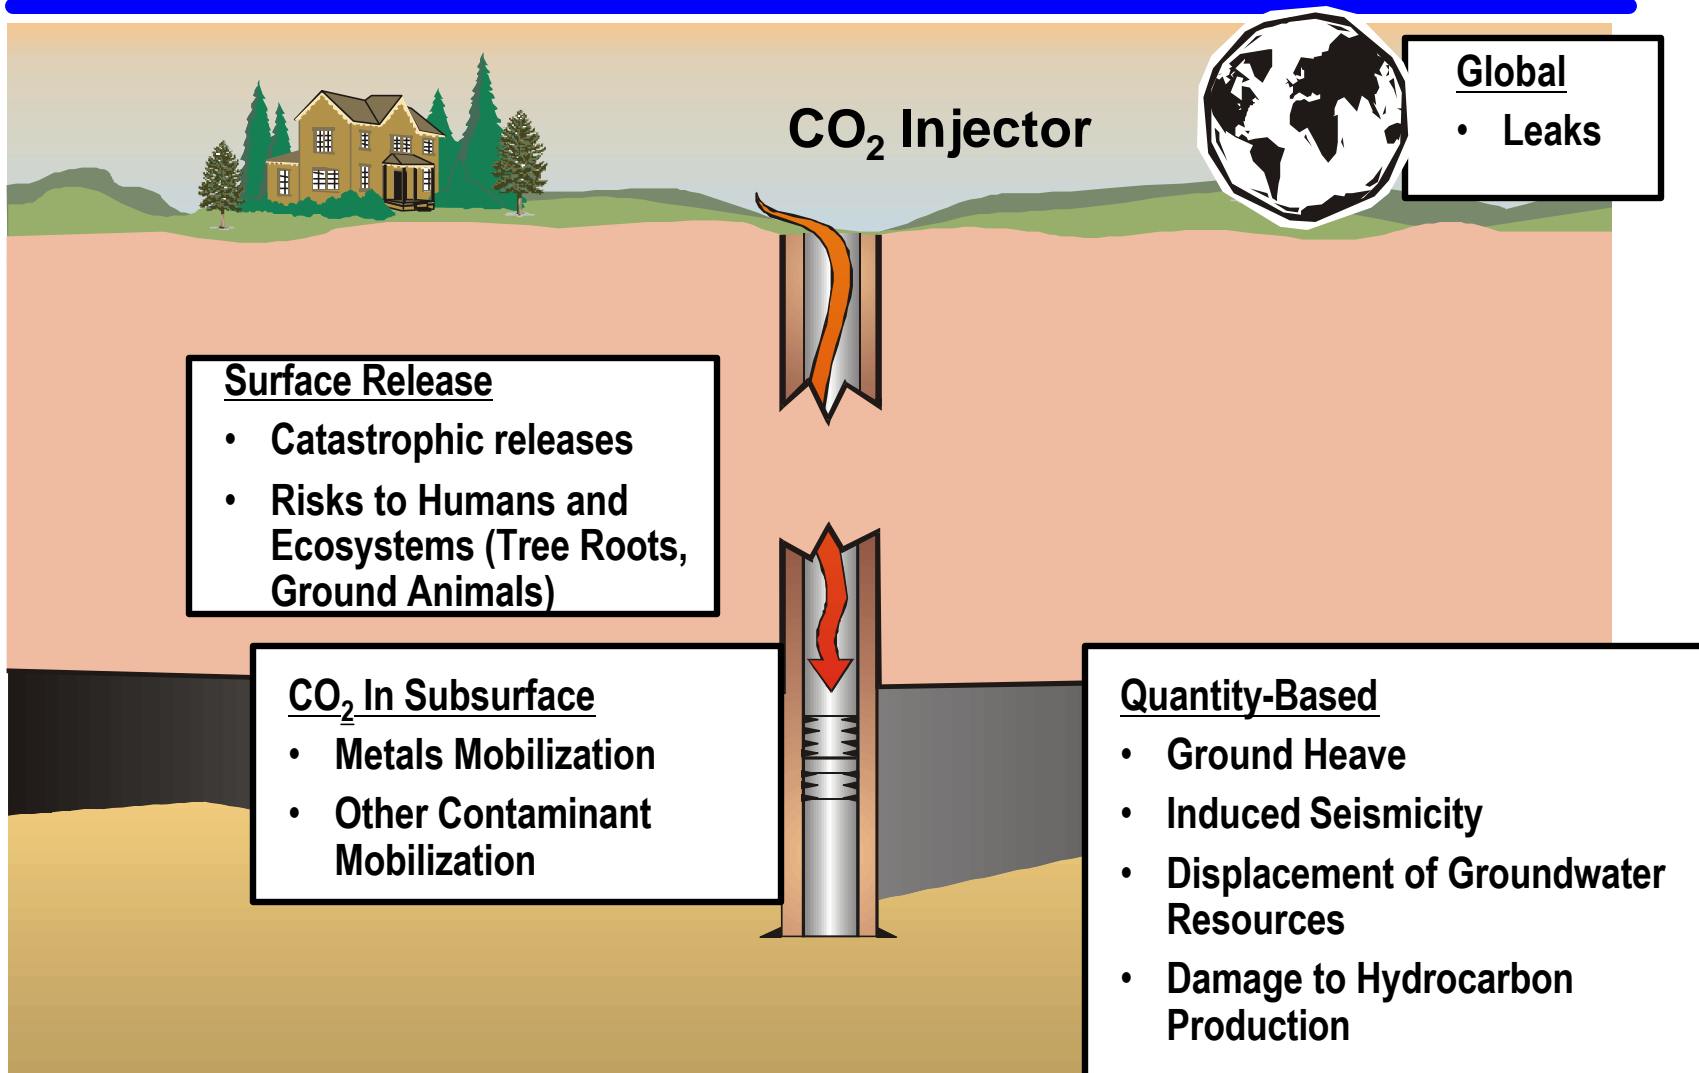 CO₂ Injector
Global
• Leaks
Surface Release
• Catastrophic releases
• Risks to Humans and
Ecosystems (Tree Roots,
Ground Animals)
CO₂ In Subsurface
• Metals Mobilization
• Other Contaminant
Mobilization
Quantity-Based
• Ground Heave
• Induced Seismicity
• Displacement of Groundwater
Resources
• Damage to Hydrocarbon
Production